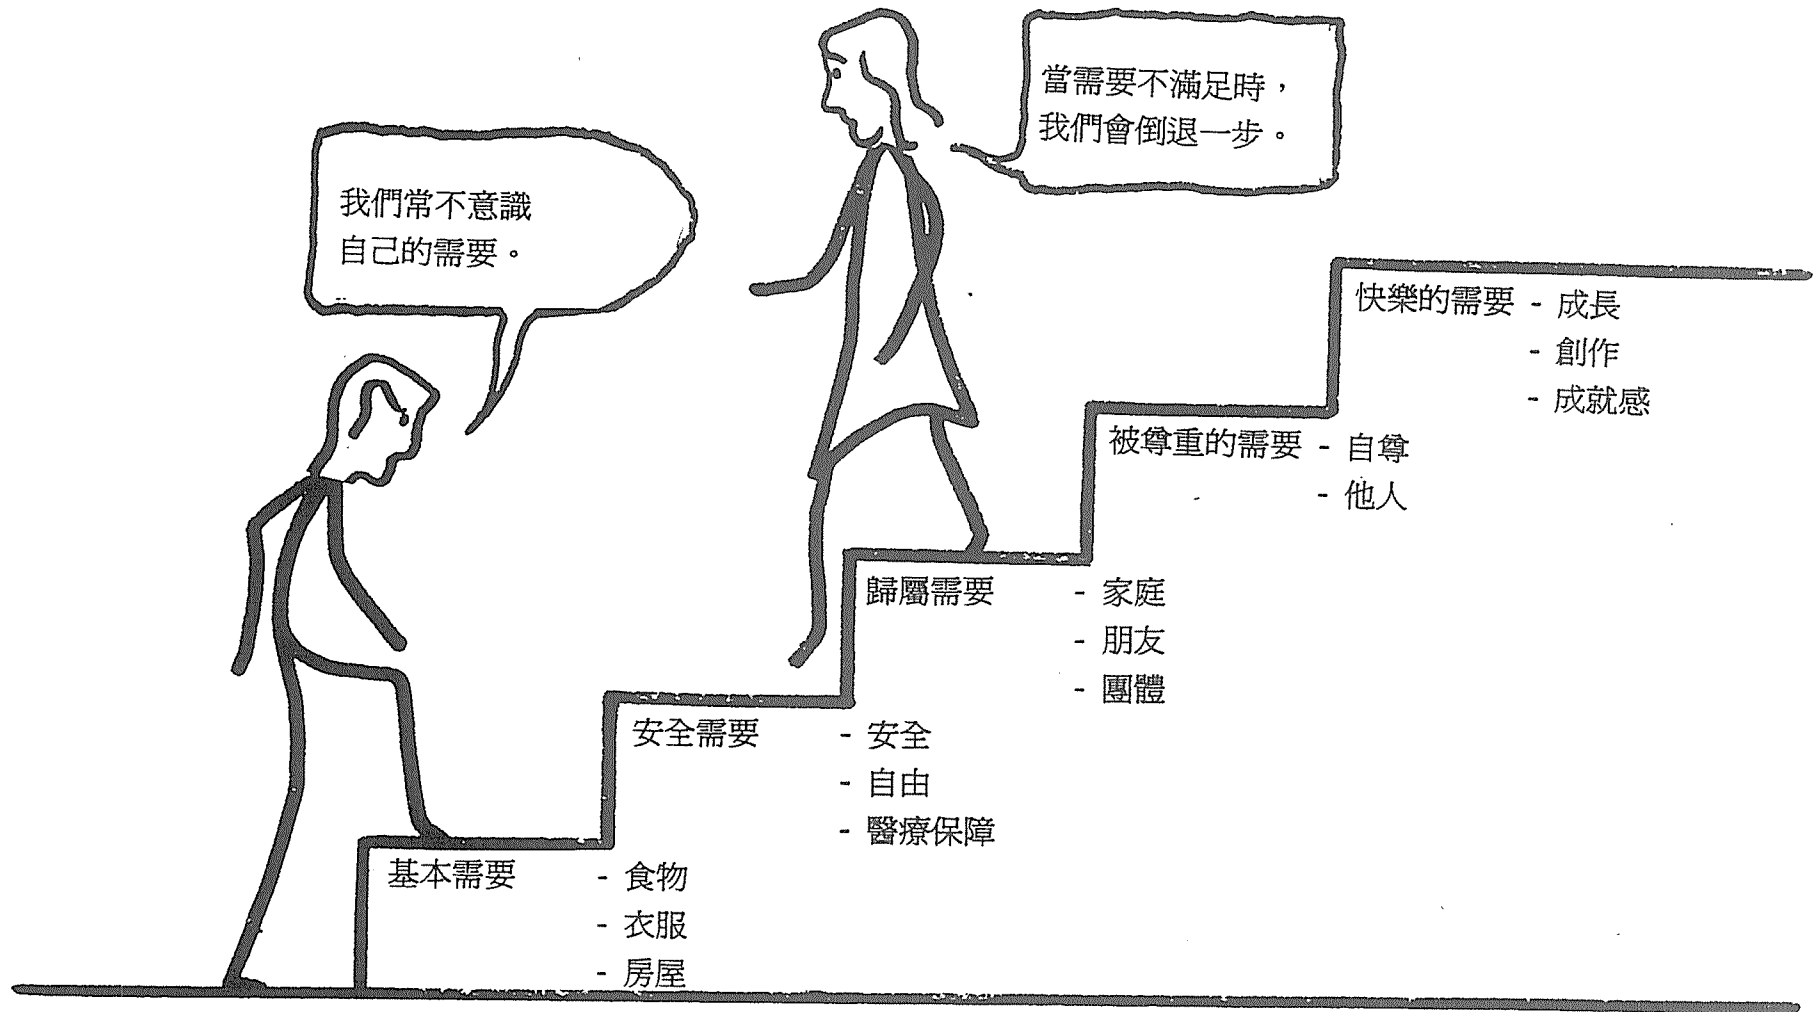 當需要不滿足時，
我們會倒退一步。
我們常不意識
自己的需要。
快樂的需要 - 成長
- 創作
- 成就感
被尊重的需要 - 自尊
- 他人
歸屬需要 - 家庭
- 朋友
- 團體
安全需要 - 安全
- 自由
- 醫療保障
基本需要 - 食物
- 衣服
- 房屋